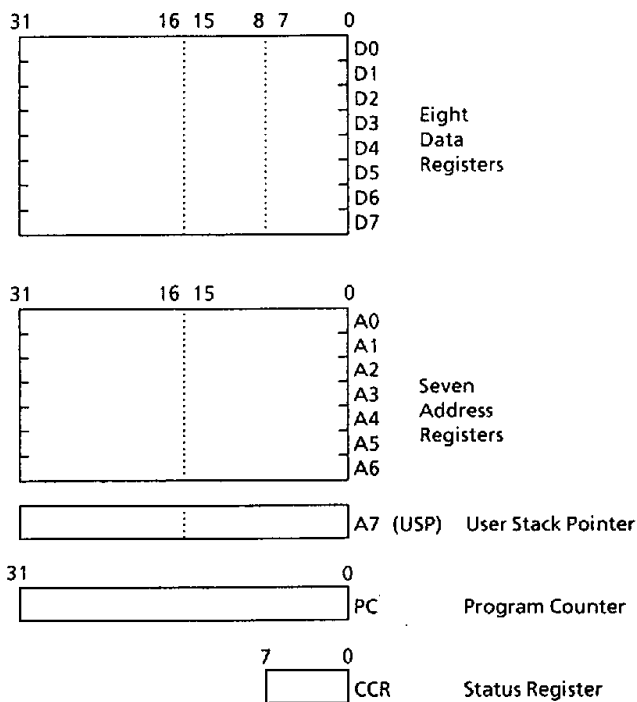 31 16 15 8 7 0
D0
D1
D2
D3
D4
D5
D6
D7
Eight
Data
Registers
31 16 15 0
A0
A1
A2
A3
A4
A5
A6
Seven
Address
Registers
A7 (USP) User Stack Pointer
31 0
PC Program Counter
7 0
CCR Status Register